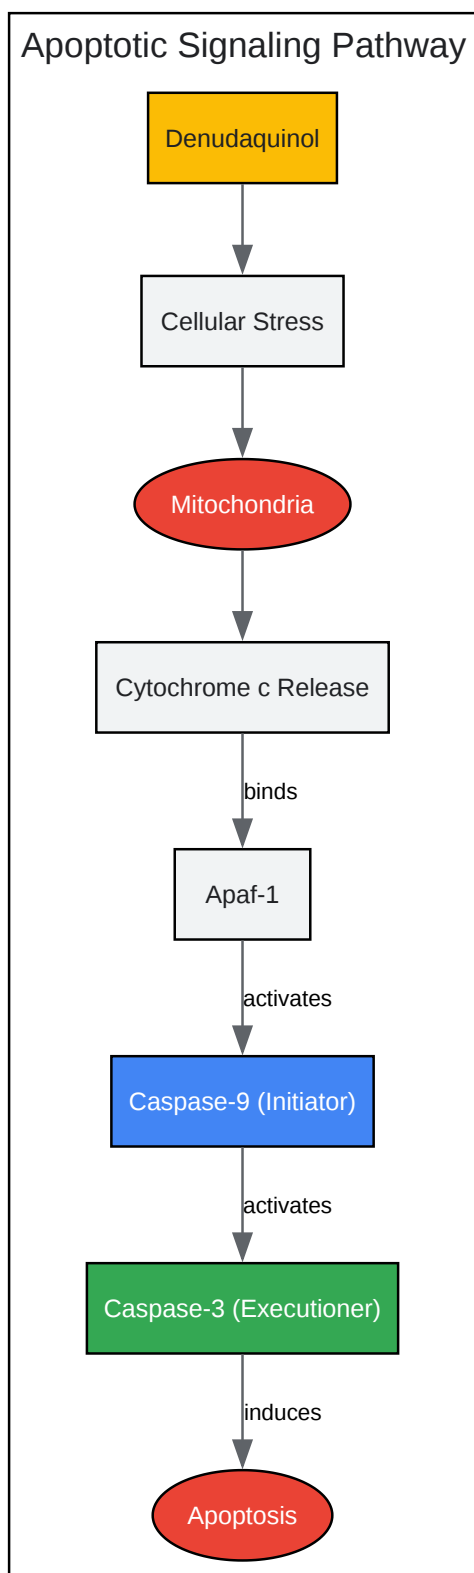 Apoptotic Signaling Pathway
Denudaquinol
Cellular Stress
Mitochondria
Cytochrome c Release
binds
Apaf-1
activates
Caspase-9 (Initiator)
activates
Caspase-3 (Executioner)
induces
Apoptosis